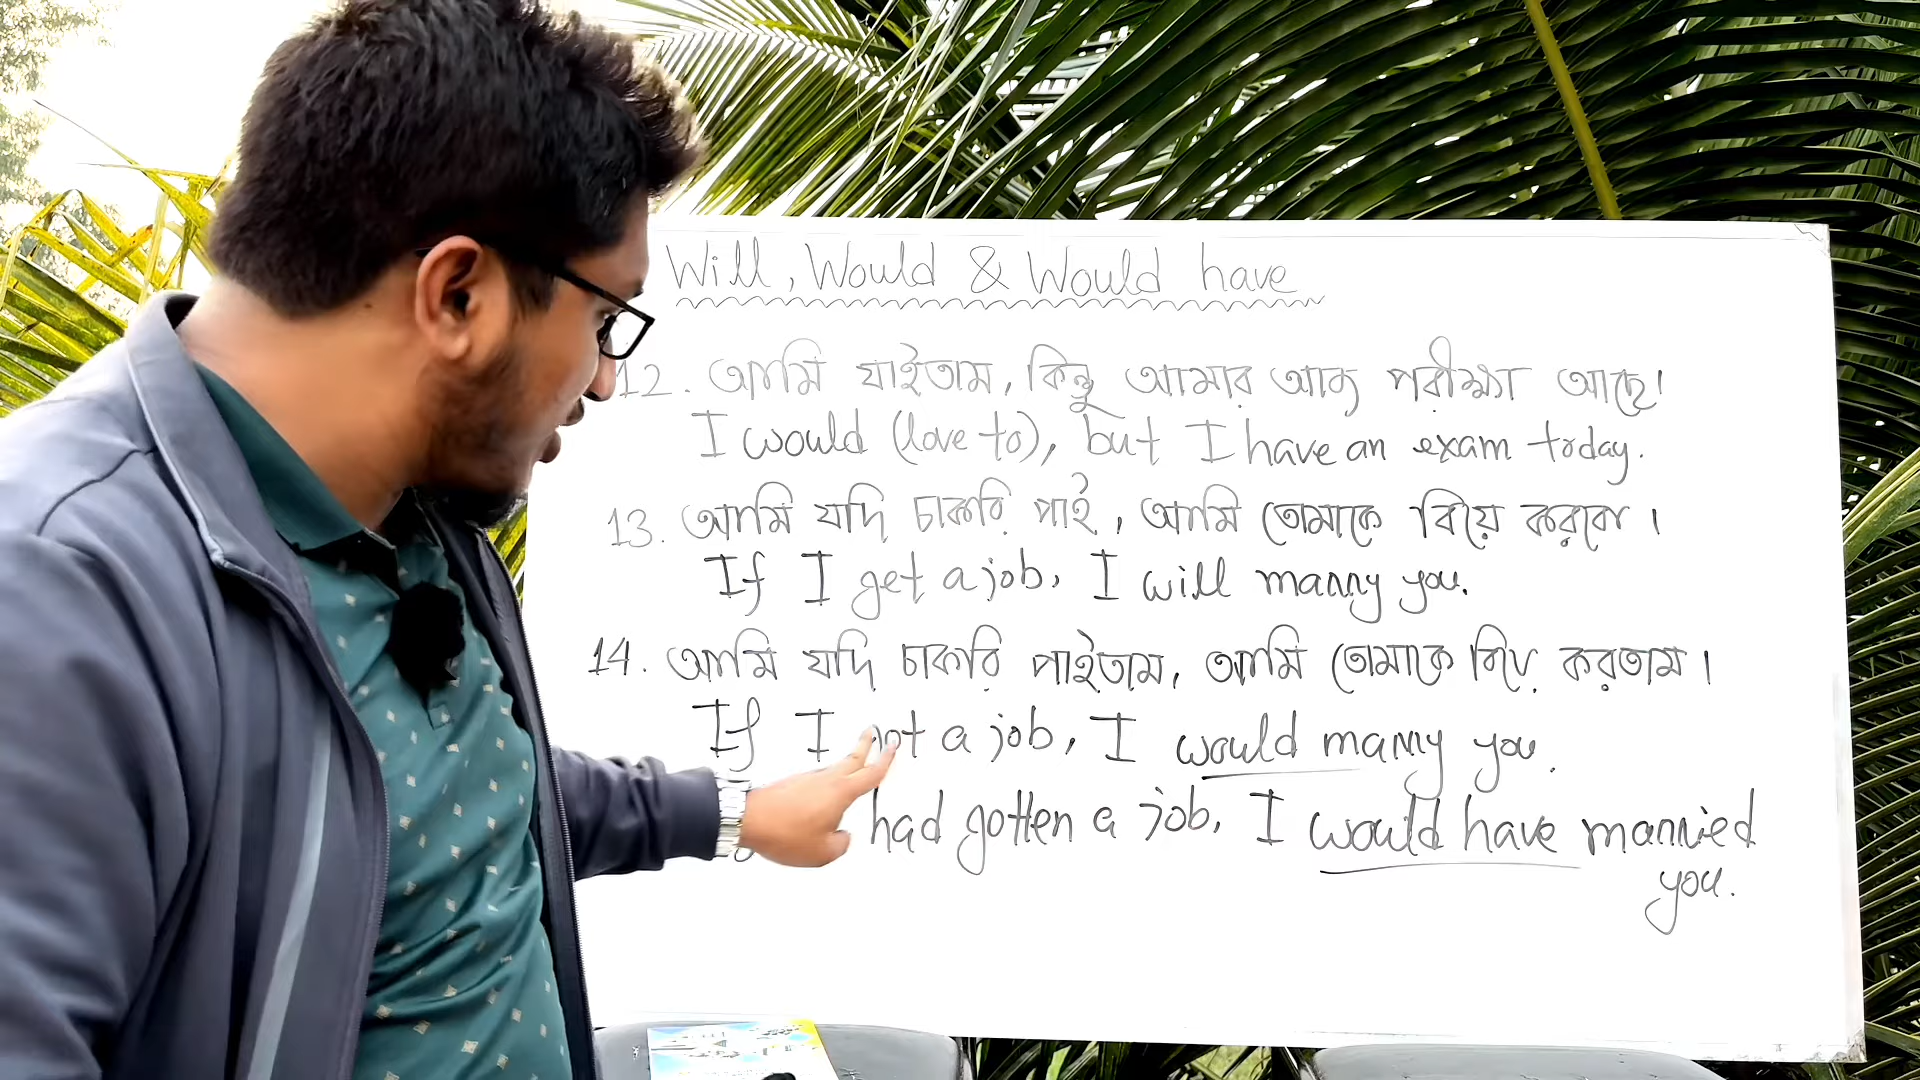 Will, Would & Would have
12. আমি যাইতাম, কিন্তু আমার আজ পরীক্ষা আছে।
I would (love to), but I have an exam today.
13. আমি যদি চাকরি পাই, আমি তোমাকে বিয়ে করবো।
If I get a job, I will marry you.
14. আমি যদি চাকরি পাইতাম, আমি তোমাকে বিয়ে করতাম।
If I got a job, I would marry you.
had gotten a job, I would have married
you.